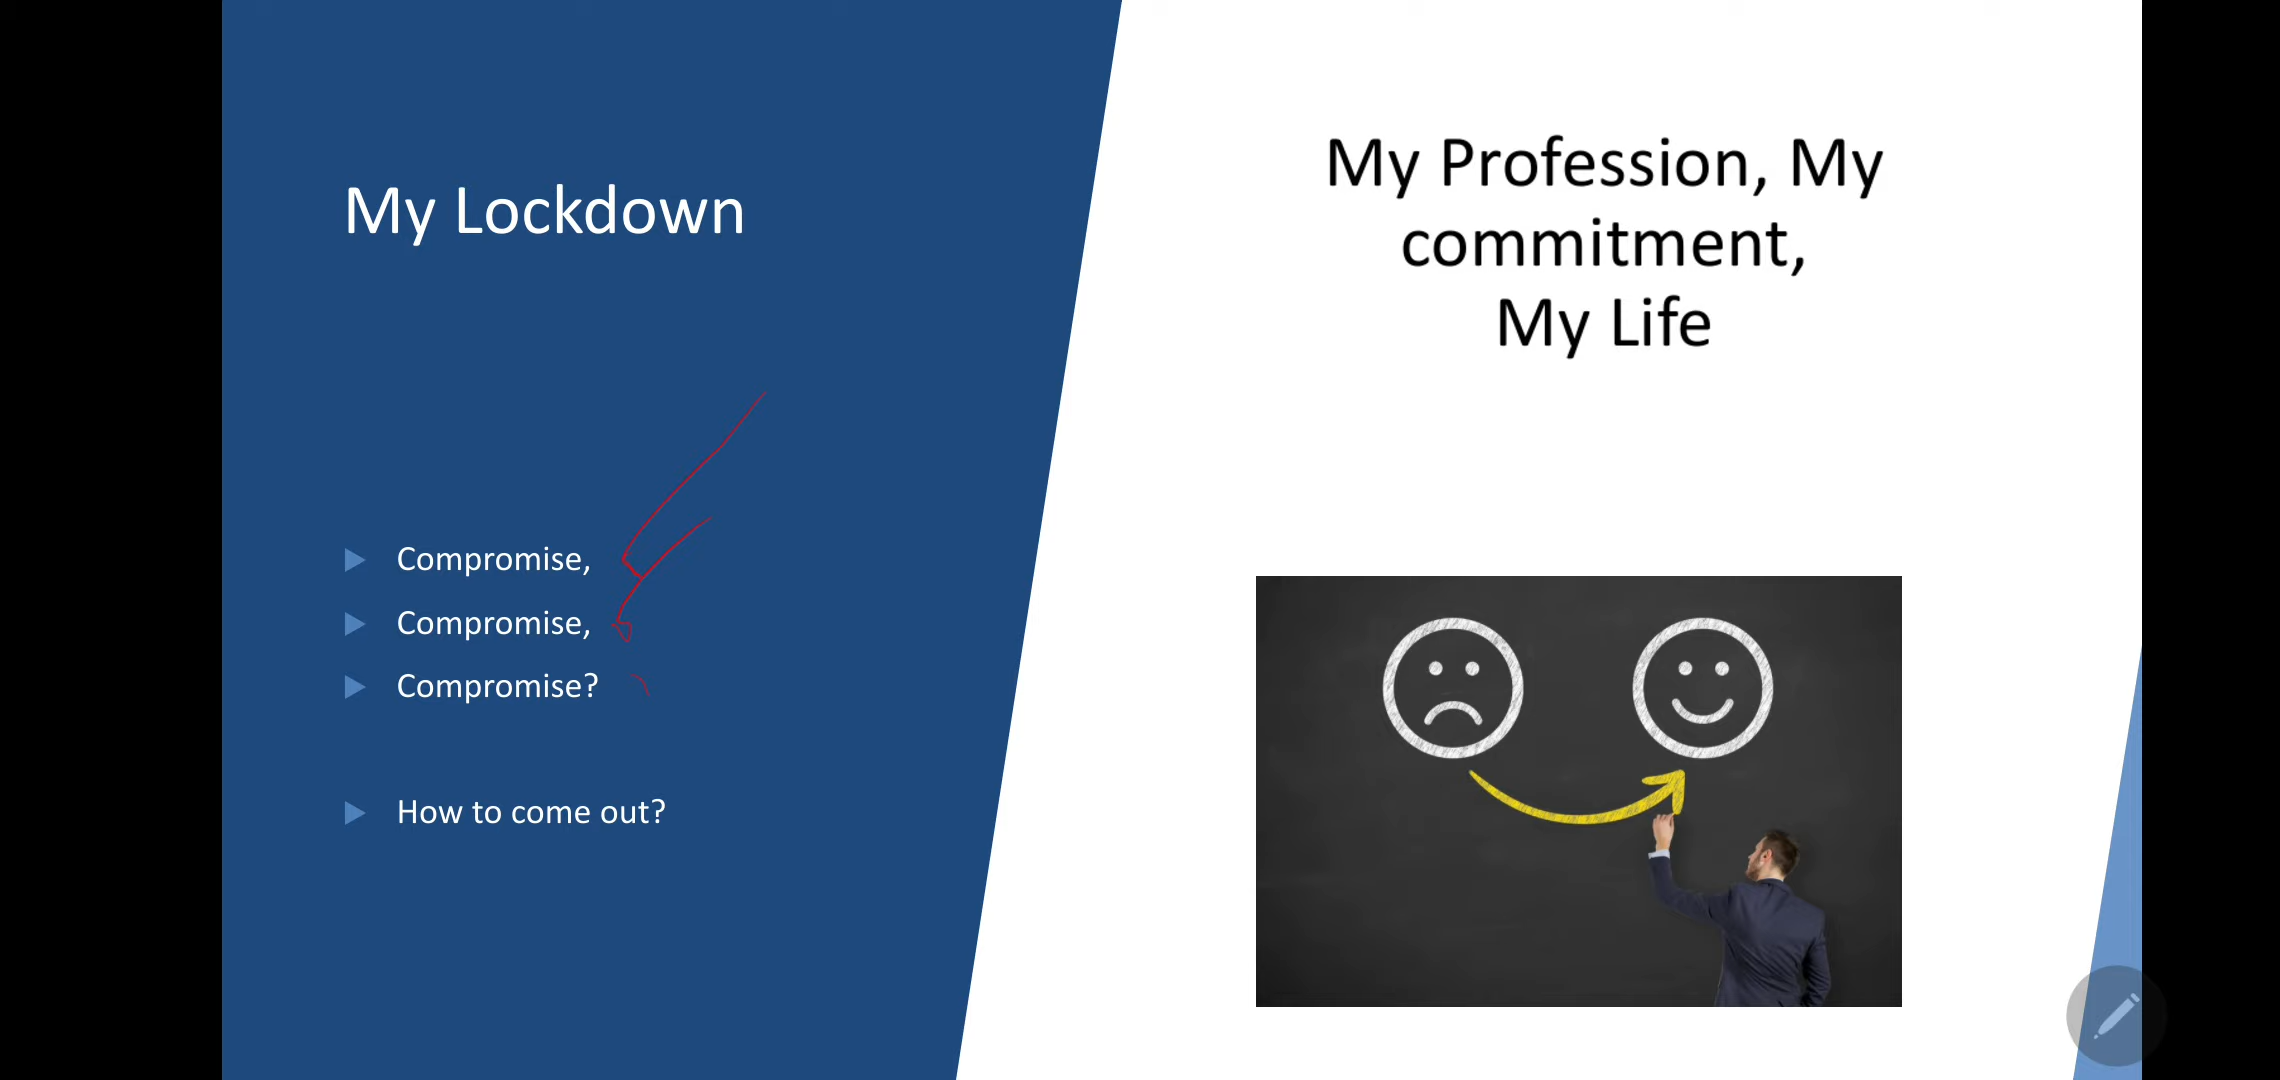 My Lockdown
Compromise,
Compromise,
Compromise?
How to come out?
My Profession, My
commitment,
My Life